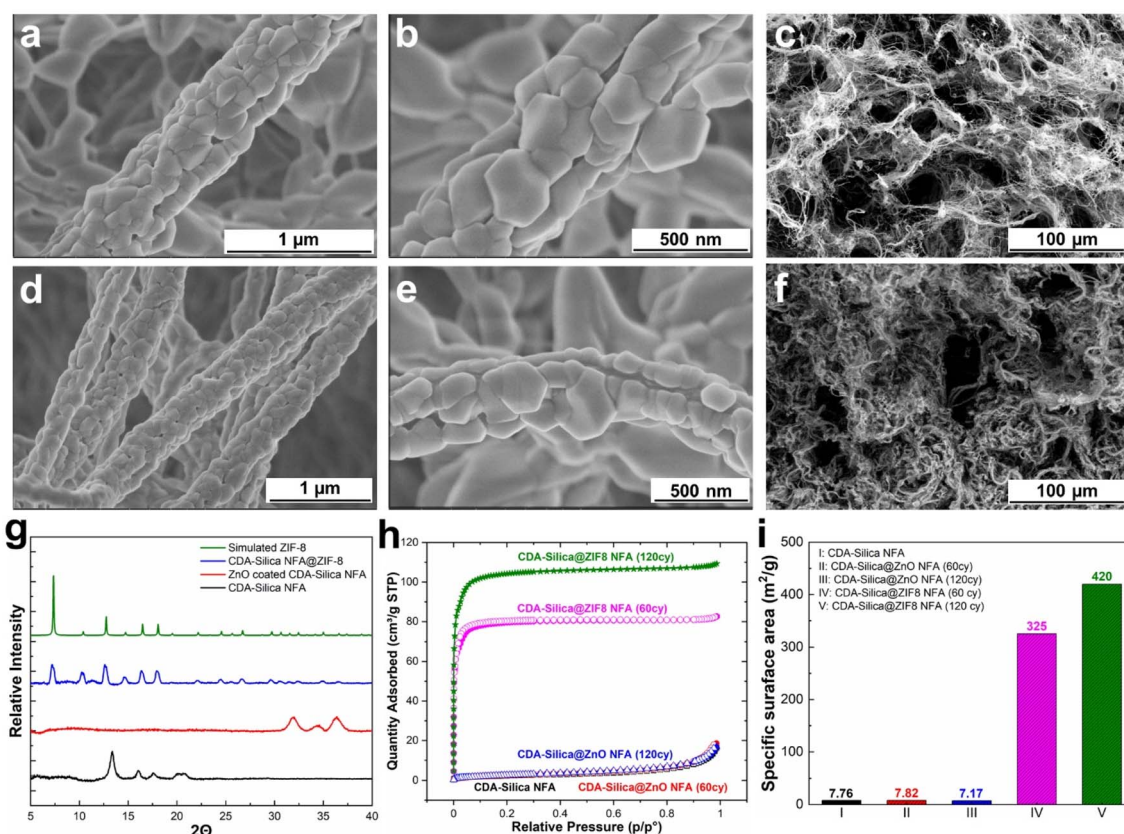 a
b
c
1 µm
500 nm
100 µm
d
e
f
1 µm
500 nm
100 µm
g
Simulated ZIF-8
CDA-Silica NFA@ZIF-8
ZnO coated CDA-Silica NFA
CDA-Silica NFA
Relative Intensity
5 10 15 20 25 30 35 40
2Θ
h
120
100
80
60
40
20
0
Quantity Adsorbed (cm³/g STP)
CDA-Silica@ZIF8 NFA (120cy)
CDA-Silica@ZIF8 NFA (60cy)
CDA-Silica@ZnO NFA (120cy)
CDA-Silica NFA
CDA-Silica@ZnO NFA (60cy)
0 0.2 0.4 0.6 0.8 1
Relative Pressure (p/p°)
i
500
400
300
200
100
0
Specific suraface area (m²/g)
I: CDA-Silica NFA
II: CDA-Silica@ZnO NFA (60cy)
III: CDA-Silica@ZnO NFA (120cy)
IV: CDA-Silica@ZIF8 NFA (60 cy)
V: CDA-Silica@ZIF8 NFA (120 cy)
7.76
7.82
7.17
325
420
I II III IV V